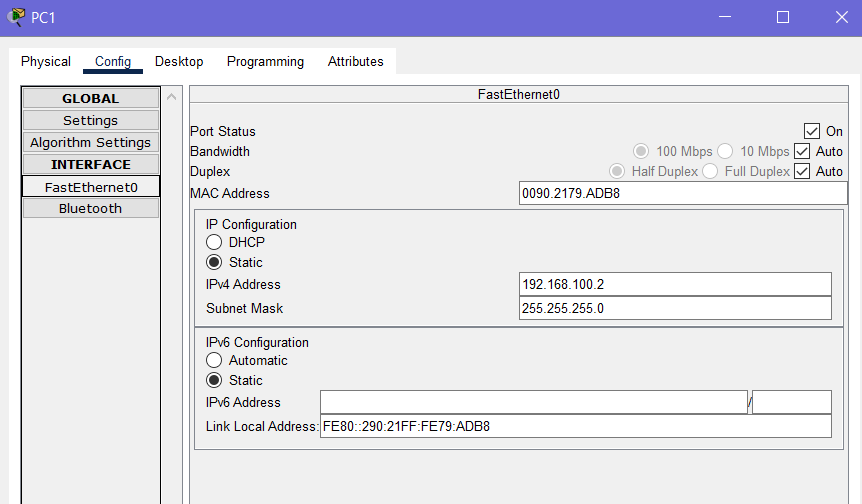 PC1
Physical Config Desktop Programming Attributes
GLOBAL
Settings
Algorithm Settings
INTERFACE
FastEthernet0
Bluetooth
FastEthernet0
Port Status On
Bandwidth 100 Mbps 10 Mbps Auto
Duplex Half Duplex Full Duplex Auto
MAC Address 0090.2179.ADB8
IP Configuration
DHCP
Static
IPv4 Address 192.168.100.2
Subnet Mask 255.255.255.0
IPv6 Configuration
Automatic
Static
IPv6 Address /
Link Local Address: FE80::290:21FF:FE79:ADB8